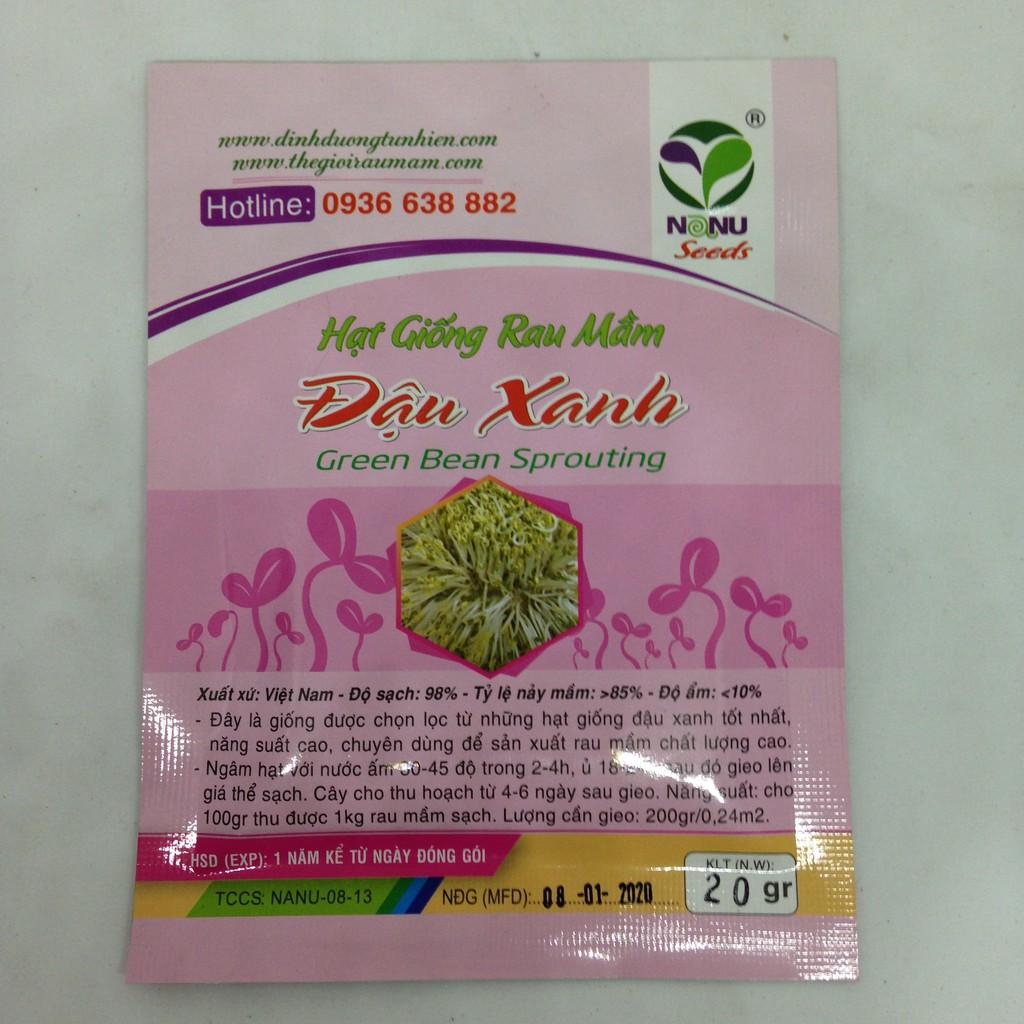 www.dinhduongtunhien.com
www.thegioiraumam.com
Hotline: 0936 638 882
®
NANU
Seeds
Hạt Giống Rau Mầm
Đậu Xanh
Green Bean Sprouting
Xuất xứ: Việt Nam - Độ sạch: 98% - Tỷ lệ nảy mầm: >85% - Độ ẩm: <10%
- Đây là giống được chọn lọc từ những hạt giống đậu xanh tốt nhất,
năng suất cao, chuyên dùng để sản xuất rau mầm chất lượng cao.
- Ngâm hạt với nước ấm độ trong 2-4h, ủ sau đó gieo lên
giá thể sạch. Cây cho thu hoạch từ 4-6 ngày sau gieo. Năng suất: cho
100gr thu được 1kg rau mầm sạch. Lượng cần gieo: 200gr/0,24m2.
HSD (EXP): 1 NĂM KỂ TỪ NGÀY ĐÓNG GÓI
TCCS: NANU-08-13
NĐG (MFD):...08 -01- 2020......
KLT (N.W):
20 gr